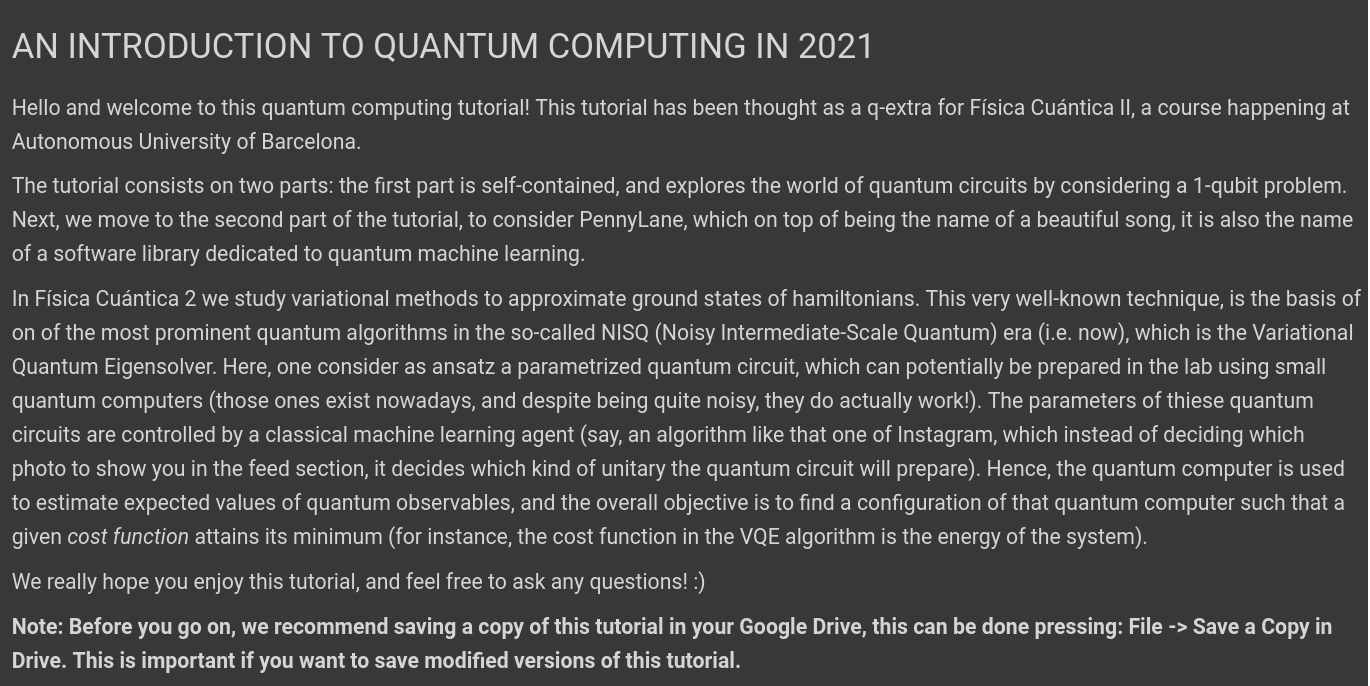 AN INTRODUCTION TO QUANTUM COMPUTING IN 2021
Hello and welcome to this quantum computing tutorial! This tutorial has been thought as a q-extra for Física Cuántica II, a course happening at
Autonomous University of Barcelona.
The tutorial consists on two parts: the first part is self-contained, and explores the world of quantum circuits by considering a 1-qubit problem.
Next, we move to the second part of the tutorial, to consider PennyLane, which on top of being the name of a beautiful song, it is also the name
of a software library dedicated to quantum machine learning.
In Física Cuántica 2 we study variational methods to approximate ground states of hamiltonians. This very well-known technique, is the basis of
on of the most prominent quantum algorithms in the so-called NISQ (Noisy Intermediate-Scale Quantum) era (i.e. now), which is the Variational
Quantum Eigensolver. Here, one consider as ansatz a parametrized quantum circuit, which can potentially be prepared in the lab using small
quantum computers (those ones exist nowadays, and despite being quite noisy, they do actually work!). The parameters of thiese quantum
circuits are controlled by a classical machine learning agent (say, an algorithm like that one of Instagram, which instead of deciding which
photo to show you in the feed section, it decides which kind of unitary the quantum circuit will prepare). Hence, the quantum computer is used
to estimate expected values of quantum observables, and the overall objective is to find a configuration of that quantum computer such that a
given cost function attains its minimum (for instance, the cost function in the VQE algorithm is the energy of the system).
We really hope you enjoy this tutorial, and feel free to ask any questions! :)
Note: Before you go on, we recommend saving a copy of this tutorial in your Google Drive, this can be done pressing: File -> Save a Copy in
Drive. This is important if you want to save modified versions of this tutorial.